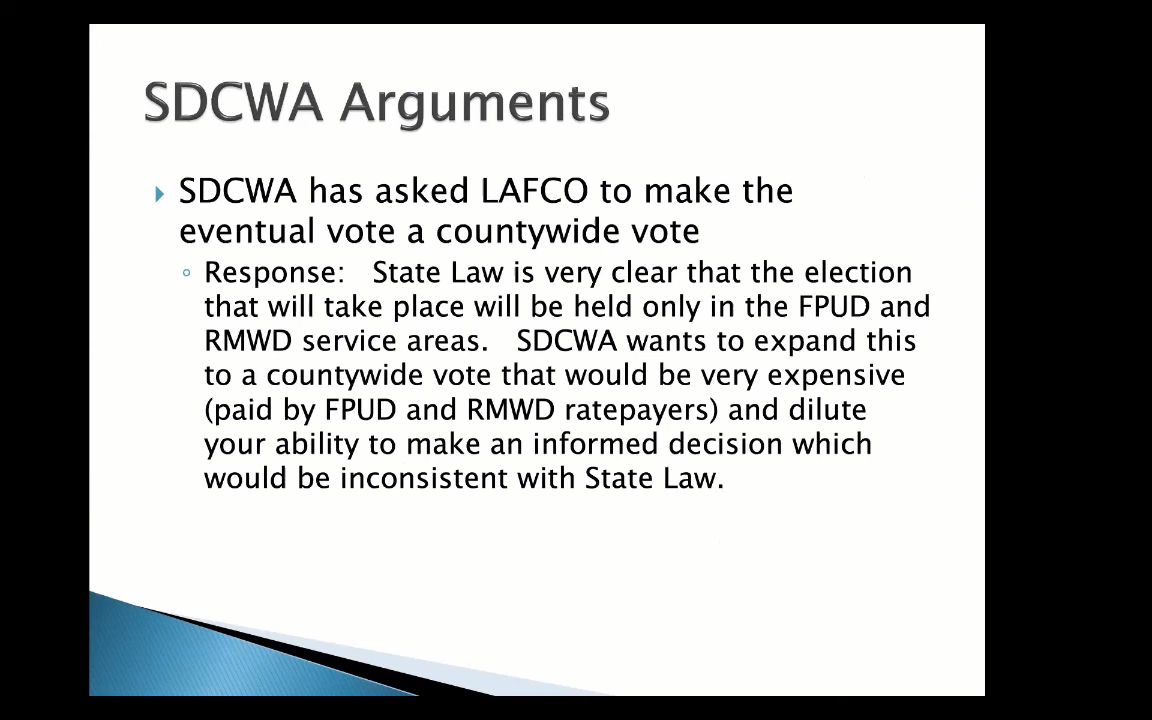 SDCWA Arguments
SDCWA has asked LAFCO to make the
eventual vote a countywide vote
Response: State Law is very clear that the election
that will take place will be held only in the FPUD and
RMWD service areas. SDCWA wants to expand this
to a countywide vote that would be very expensive
(paid by FPUD and RMWD ratepayers) and dilute
your ability to make an informed decision which
would be inconsistent with State Law.